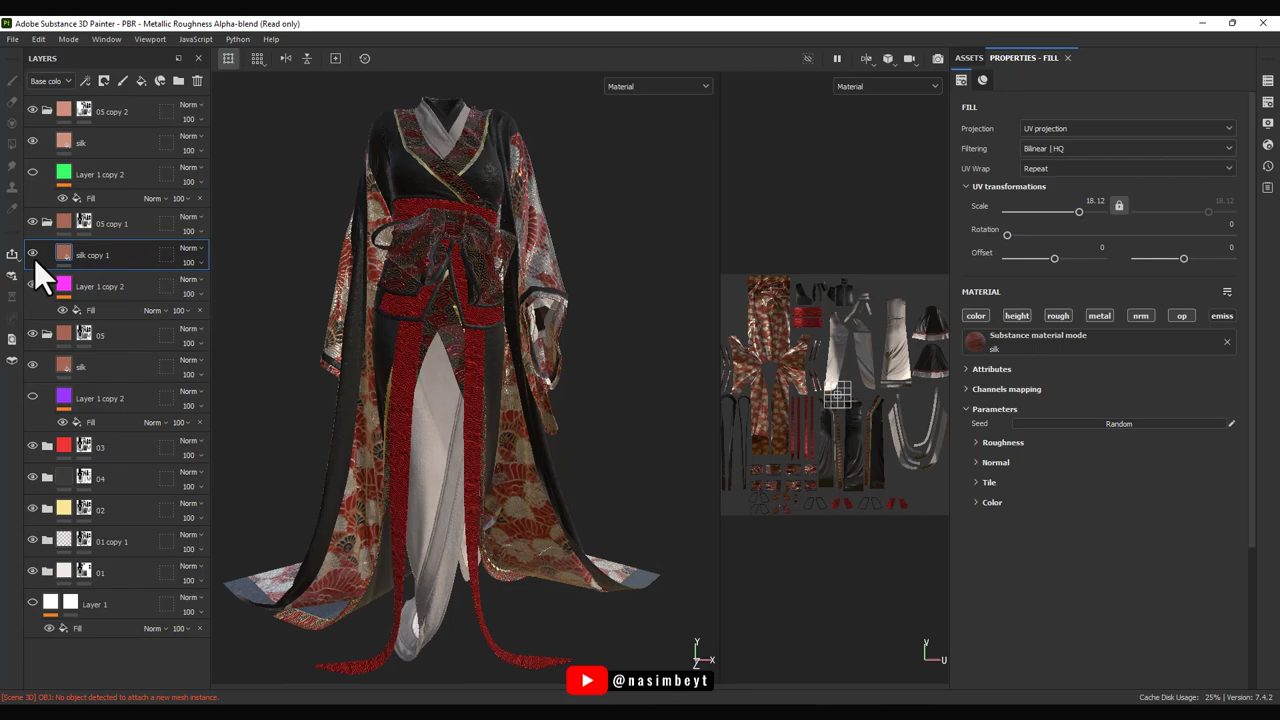 Adobe Substance 3D Painter - PBR - Metallic Roughness Alpha-blend (Read only)
File Edit Mode Window Viewport JavaScript Python Help
LAYERS
ASSETS PROPERTIES - FILL
Base colo
Material
Material
05 copy 2 Norm 100
silk Norm 100
Layer 1 copy 2 Norm 100
Fill Norm 100
05 copy 1 Norm 100
silk copy 1 Norm 100
Layer 1 copy 2 Norm 100
Fill Norm 100
05 Norm 100
silk Norm 100
Layer 1 copy 2 Norm 100
Fill Norm 100
03 Norm 100
04 Norm 100
02 Norm 100
01 copy 1 Norm 100
01 Norm 100
Layer 1 Norm 100
Fill Norm 100
Y
Z X
V
U
FILL
Projection UV projection
Filtering Bilinear | HQ
UV Wrap Repeat
UV transformations
Scale 18.12 18.12
Rotation 0
Offset 0 0
MATERIAL
color height rough metal nrm op emiss
Substance material mode
silk
Attributes
Channels mapping
Parameters
Seed Random
Roughness
Normal
Tile
Color
@nasimbeyt
[Scene 3D] OBJ: No object detected to attach a new mesh instance.
Cache Disk Usage: 25% | Version: 7.4.2